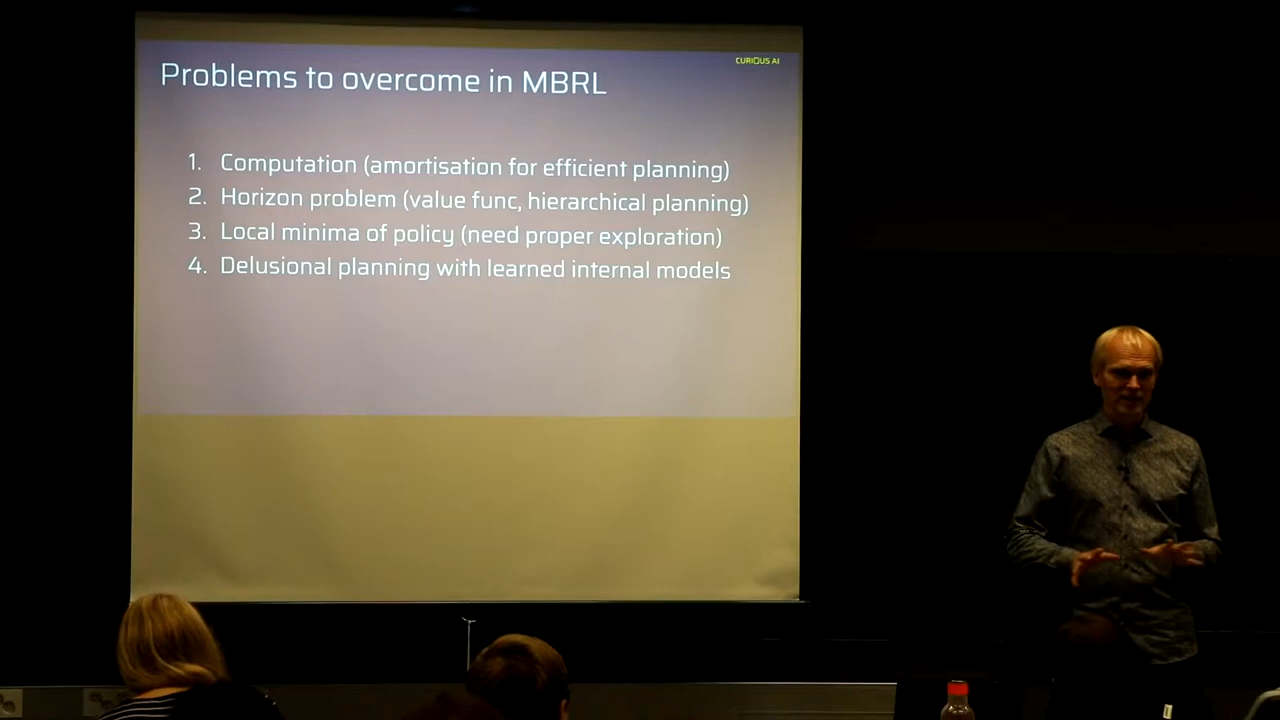 CURIOUS AI
Problems to overcome in MBRL
1. Computation (amortisation for efficient planning)
2. Horizon problem (value func, hierarchical planning)
3. Local minima of policy (need proper exploration)
4. Delusional planning with learned internal models